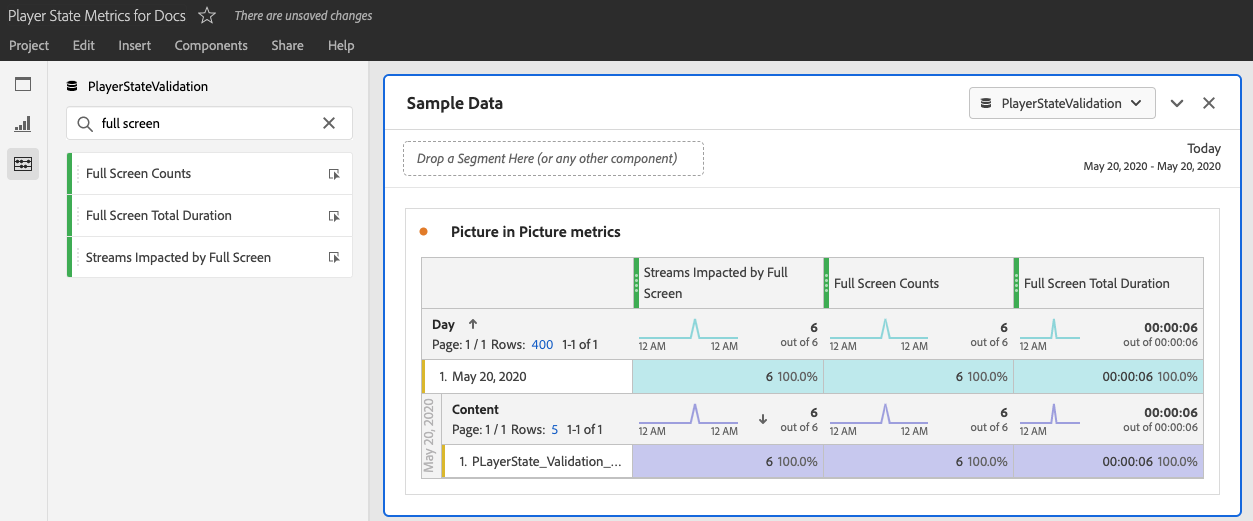 Player State Metrics for Docs There are unsaved changes
Project Edit Insert Components Share Help
PlayerStateValidation
full screen
Full Screen Counts
Full Screen Total Duration
Streams Impacted by Full Screen
Sample Data
PlayerStateValidation
Drop a Segment Here (or any other component)
Today
May 20, 2020 - May 20, 2020
Picture in Picture metrics
Streams Impacted by Full
Screen
Full Screen Counts
Full Screen Total Duration
Day
Page: 1 / 1 Rows: 400 1-1 of 1
12 AM 12 AM
6
out of 6
12 AM 12 AM
6
out of 6
12 AM
00:00:06
out of 00:00:06
1. May 20, 2020 6 100.0% 6 100.0% 00:00:06 100.0%
May 20, 2020
Content
Page: 1 / 1 Rows: 5 1-1 of 1
12 AM 12 AM
6
out of 6
12 AM 12 AM
6
out of 6
12 AM
00:00:06
out of 00:00:06
1. PLayerState_Validation_... 6 100.0% 6 100.0% 00:00:06 100.0%